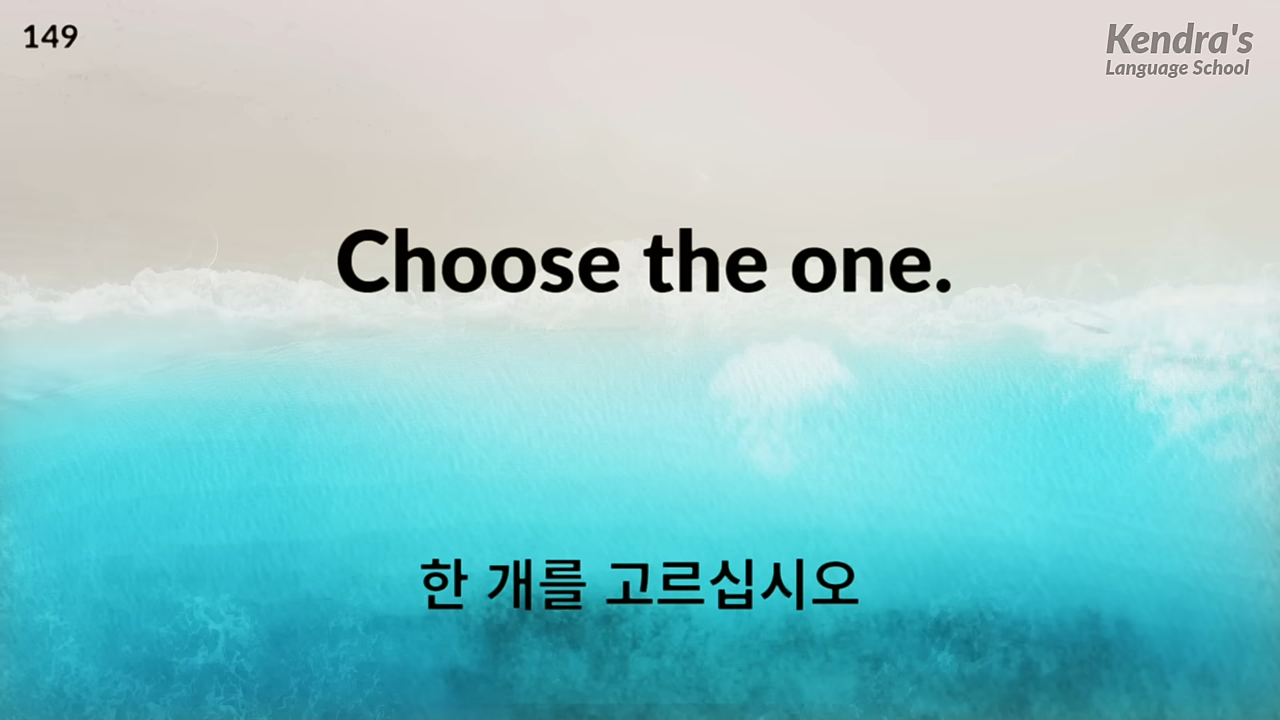 149
Kendra's
Language School
Choose the one.
한 개를 고르십시오